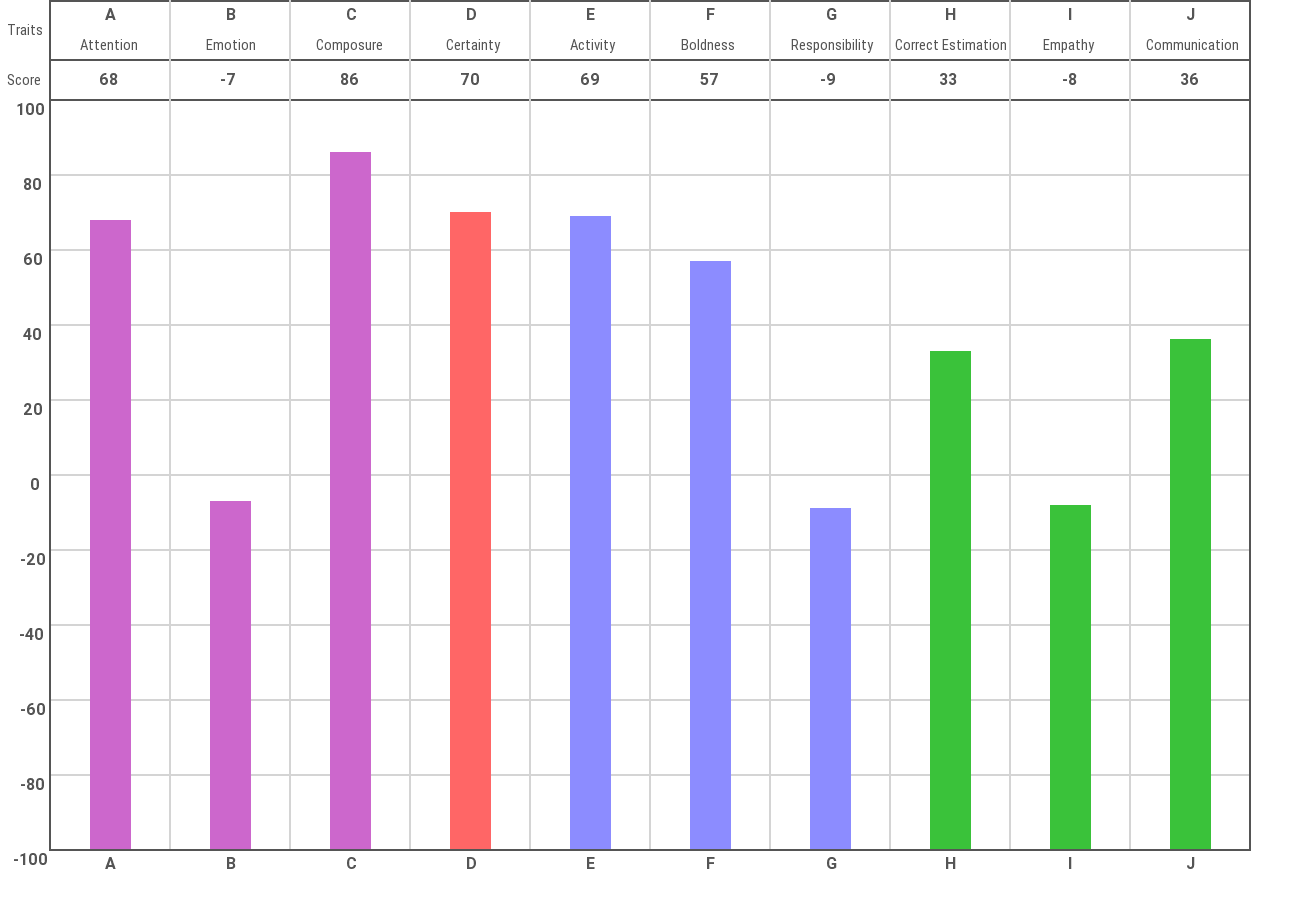 Traits A B C D E F G H I J
Attention Emotion Composure Certainty Activity Boldness Responsibility Correct Estimation Empathy Communication
Score 68 -7 86 70 69 57 -9 33 -8 36
100
80
60
40
20
0
-20
-40
-60
-80
-100
A B C D E F G H I J